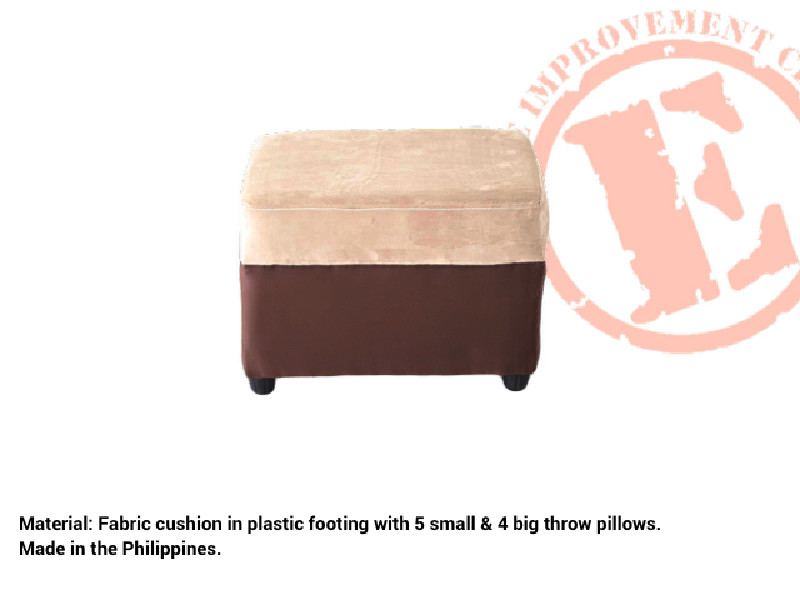 IMPROVEMENT
E
Material: Fabric cushion in plastic footing with 5 small & 4 big throw pillows.
Made in the Philippines.